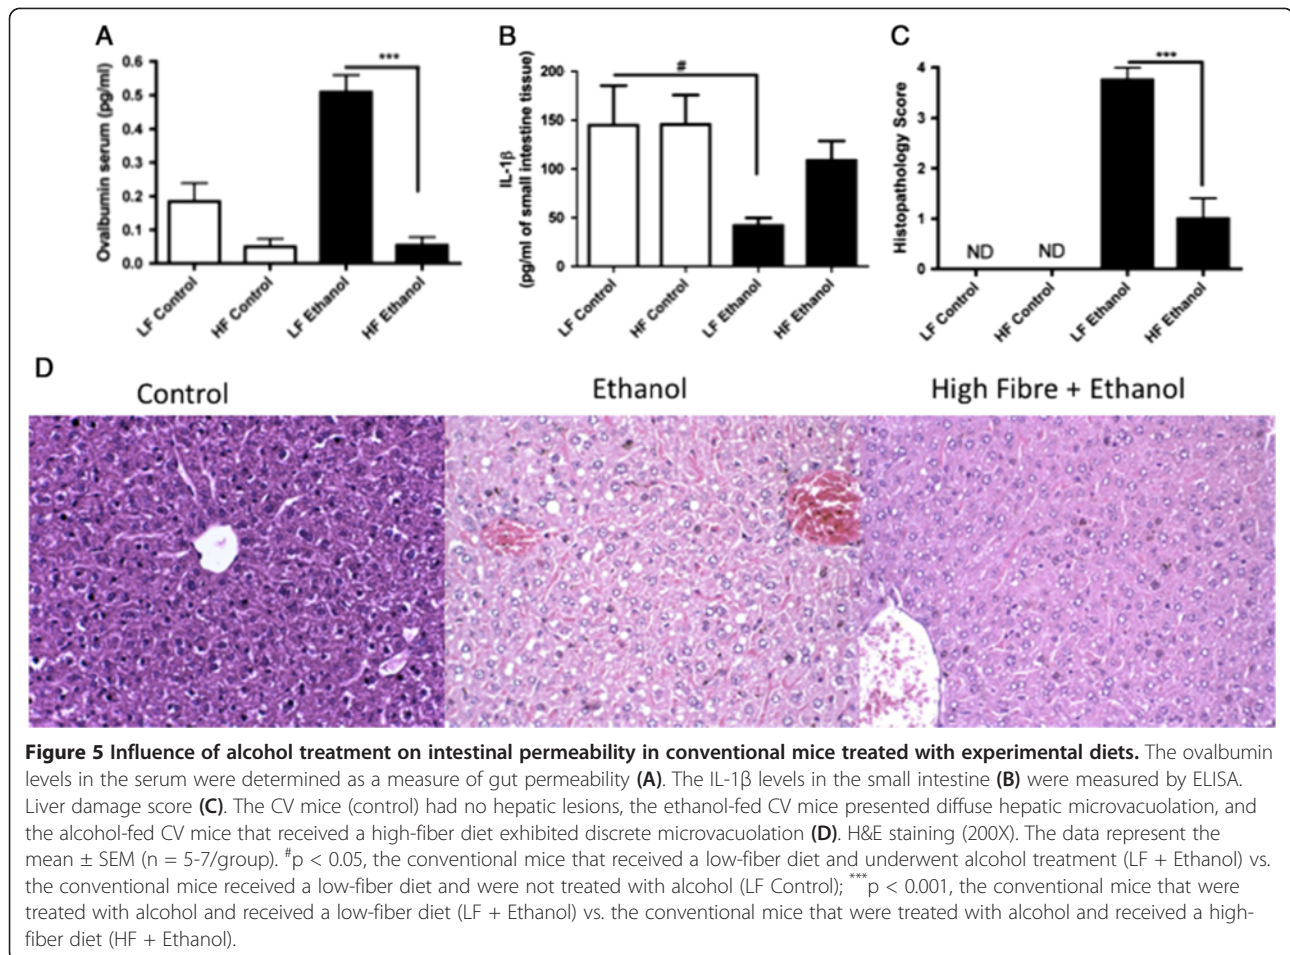 A
Ovalbumin serum (pg/ml)
0.6
0.5
0.4
0.3
0.2
0.1
0.0
***
LF Control
HF Control
LF Ethanol
HF Ethanol
B
IL-1β
(pg/ml of small intestine tissue)
200
150
100
50
0
#
LF Control
HF Control
LF Ethanol
HF Ethanol
C
Histopathology Score
4
3
2
1
0
ND
ND
***
LF Control
HF Control
LF Ethanol
HF Ethanol
D
Control
Ethanol
High Fibre + Ethanol
Figure 5 Influence of alcohol treatment on intestinal permeability in conventional mice treated with experimental diets. The ovalbumin
levels in the serum were determined as a measure of gut permeability (A). The IL-1β levels in the small intestine (B) were measured by ELISA.
Liver damage score (C). The CV mice (control) had no hepatic lesions, the ethanol-fed CV mice presented diffuse hepatic microvacuolation, and
the alcohol-fed CV mice that received a high-fiber diet exhibited discrete microvacuolation (D). H&E staining (200X). The data represent the
mean ± SEM (n = 5-7/group). #p < 0.05, the conventional mice that received a low-fiber diet and underwent alcohol treatment (LF + Ethanol) vs.
the conventional mice received a low-fiber diet and were not treated with alcohol (LF Control); ***p < 0.001, the conventional mice that were
treated with alcohol and received a low-fiber diet (LF + Ethanol) vs. the conventional mice that were treated with alcohol and received a high-
fiber diet (HF + Ethanol).